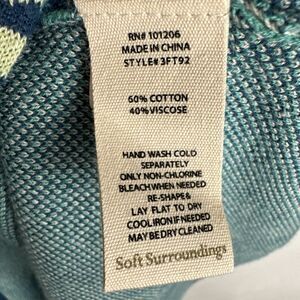 RN# 101206
MADE IN CHINA
STYLE# 3FT92
60% COTTON
40% VISCOSE
HAND WASH COLD
SEPARATELY
ONLY NON-CHLORINE
BLEACH WHEN NEEDED
RE-SHAPE &
LAY FLAT TO DRY
COOL IRON IF NEEDED
MAY BE DRY CLEANED
Soft Surroundings